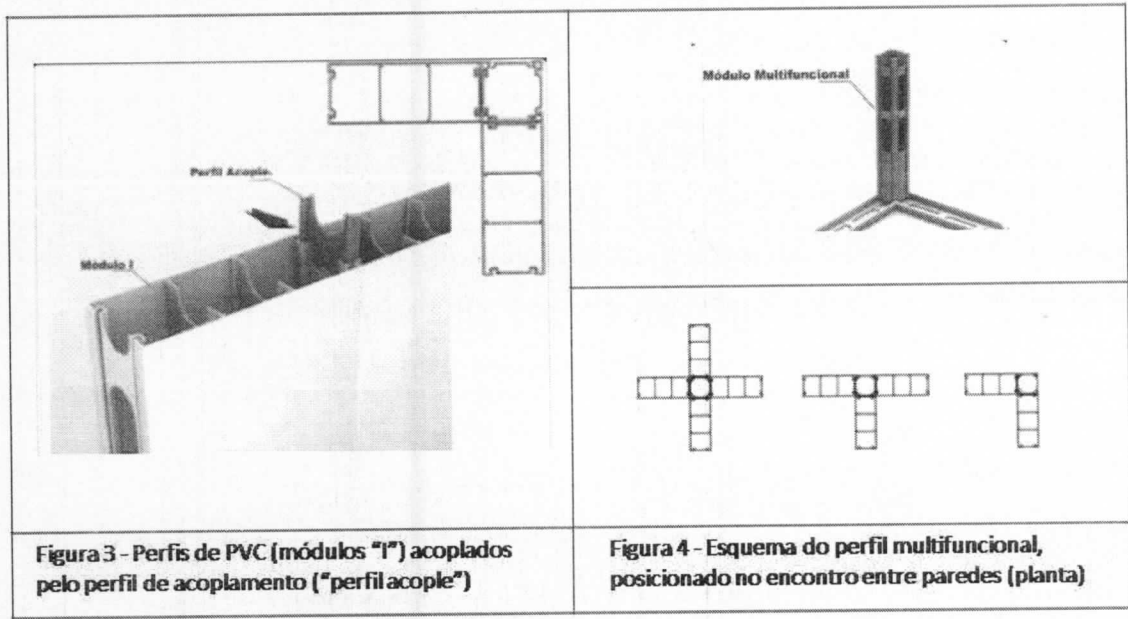 Perfil Acople
Módulo I
Figura 3 - Perfis de PVC (módulos "I") acoplados
pelo perfil de acoplamento ("perfil acople")
Módulo Multifuncional
Figura 4 - Esquema do perfil multifuncional,
posicionado no encontro entre paredes (planta)